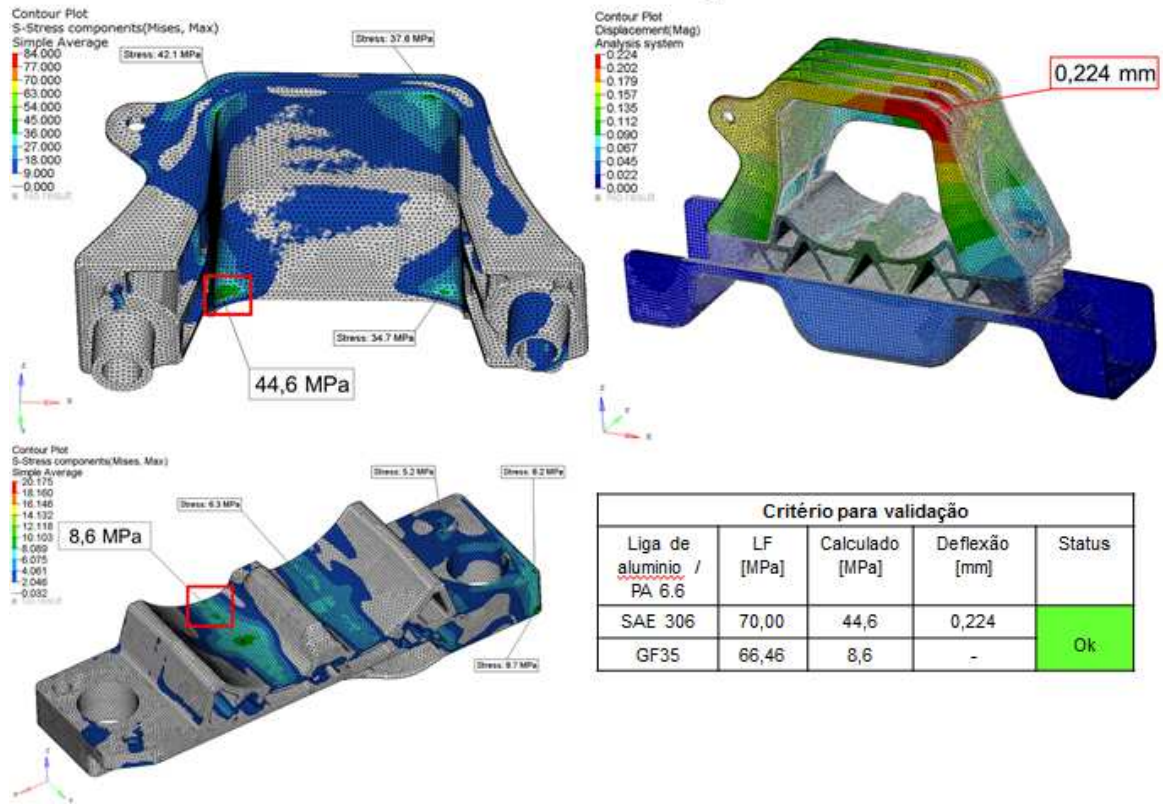 Contour Plot
S-Stress components(Mises, Max)
Simple Average
84.000
77.000
70.000
63.000
54.000
45.000
36.000
27.000
18.000
9.000
0.000
No result
Stress: 42.1 MPa
Stress: 37.6 MPa
Stress: 34.7 MPa
44,6 MPa
Contour Plot
Displacement(Mag)
Analysis system
0.224
0.202
0.179
0.157
0.135
0.112
0.090
0.067
0.045
0.022
0.000
No result
0,224 mm
Contour Plot
S-Stress components(Mises, Max)
Simple Average
20.175
18.160
16.146
14.132
12.118
10.103
8.089
6.075
4.061
2.046
0.032
No result
8,6 MPa
Stress: 6.3 MPa
Stress: 5.2 MPa
Stress: 8.2 MPa
Stress: 8.7 MPa
Critério para validação
Liga de aluminio / PA 6.6
LF [MPa]
Calculado [MPa]
Deflexão [mm]
Status
SAE 306 70,00 44,6 0,224
Ok
GF35 66,46 8,6 -